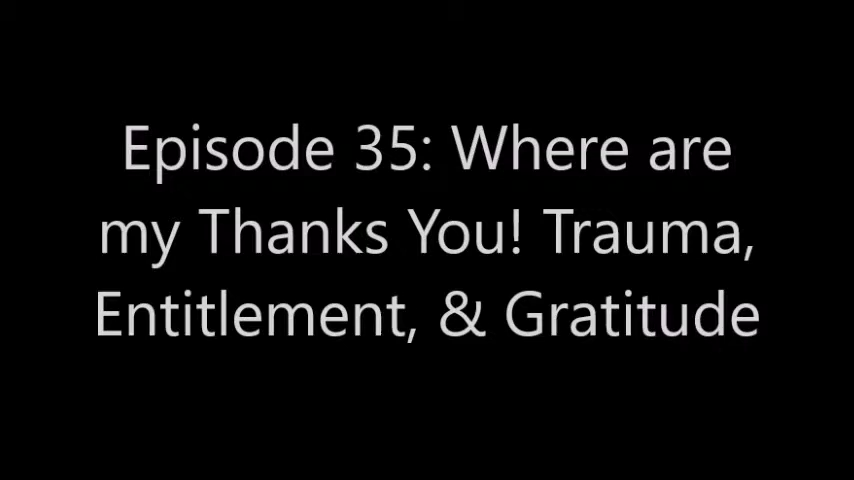 Episode 35: Where are
my Thanks You! Trauma,
Entitlement, & Gratitude